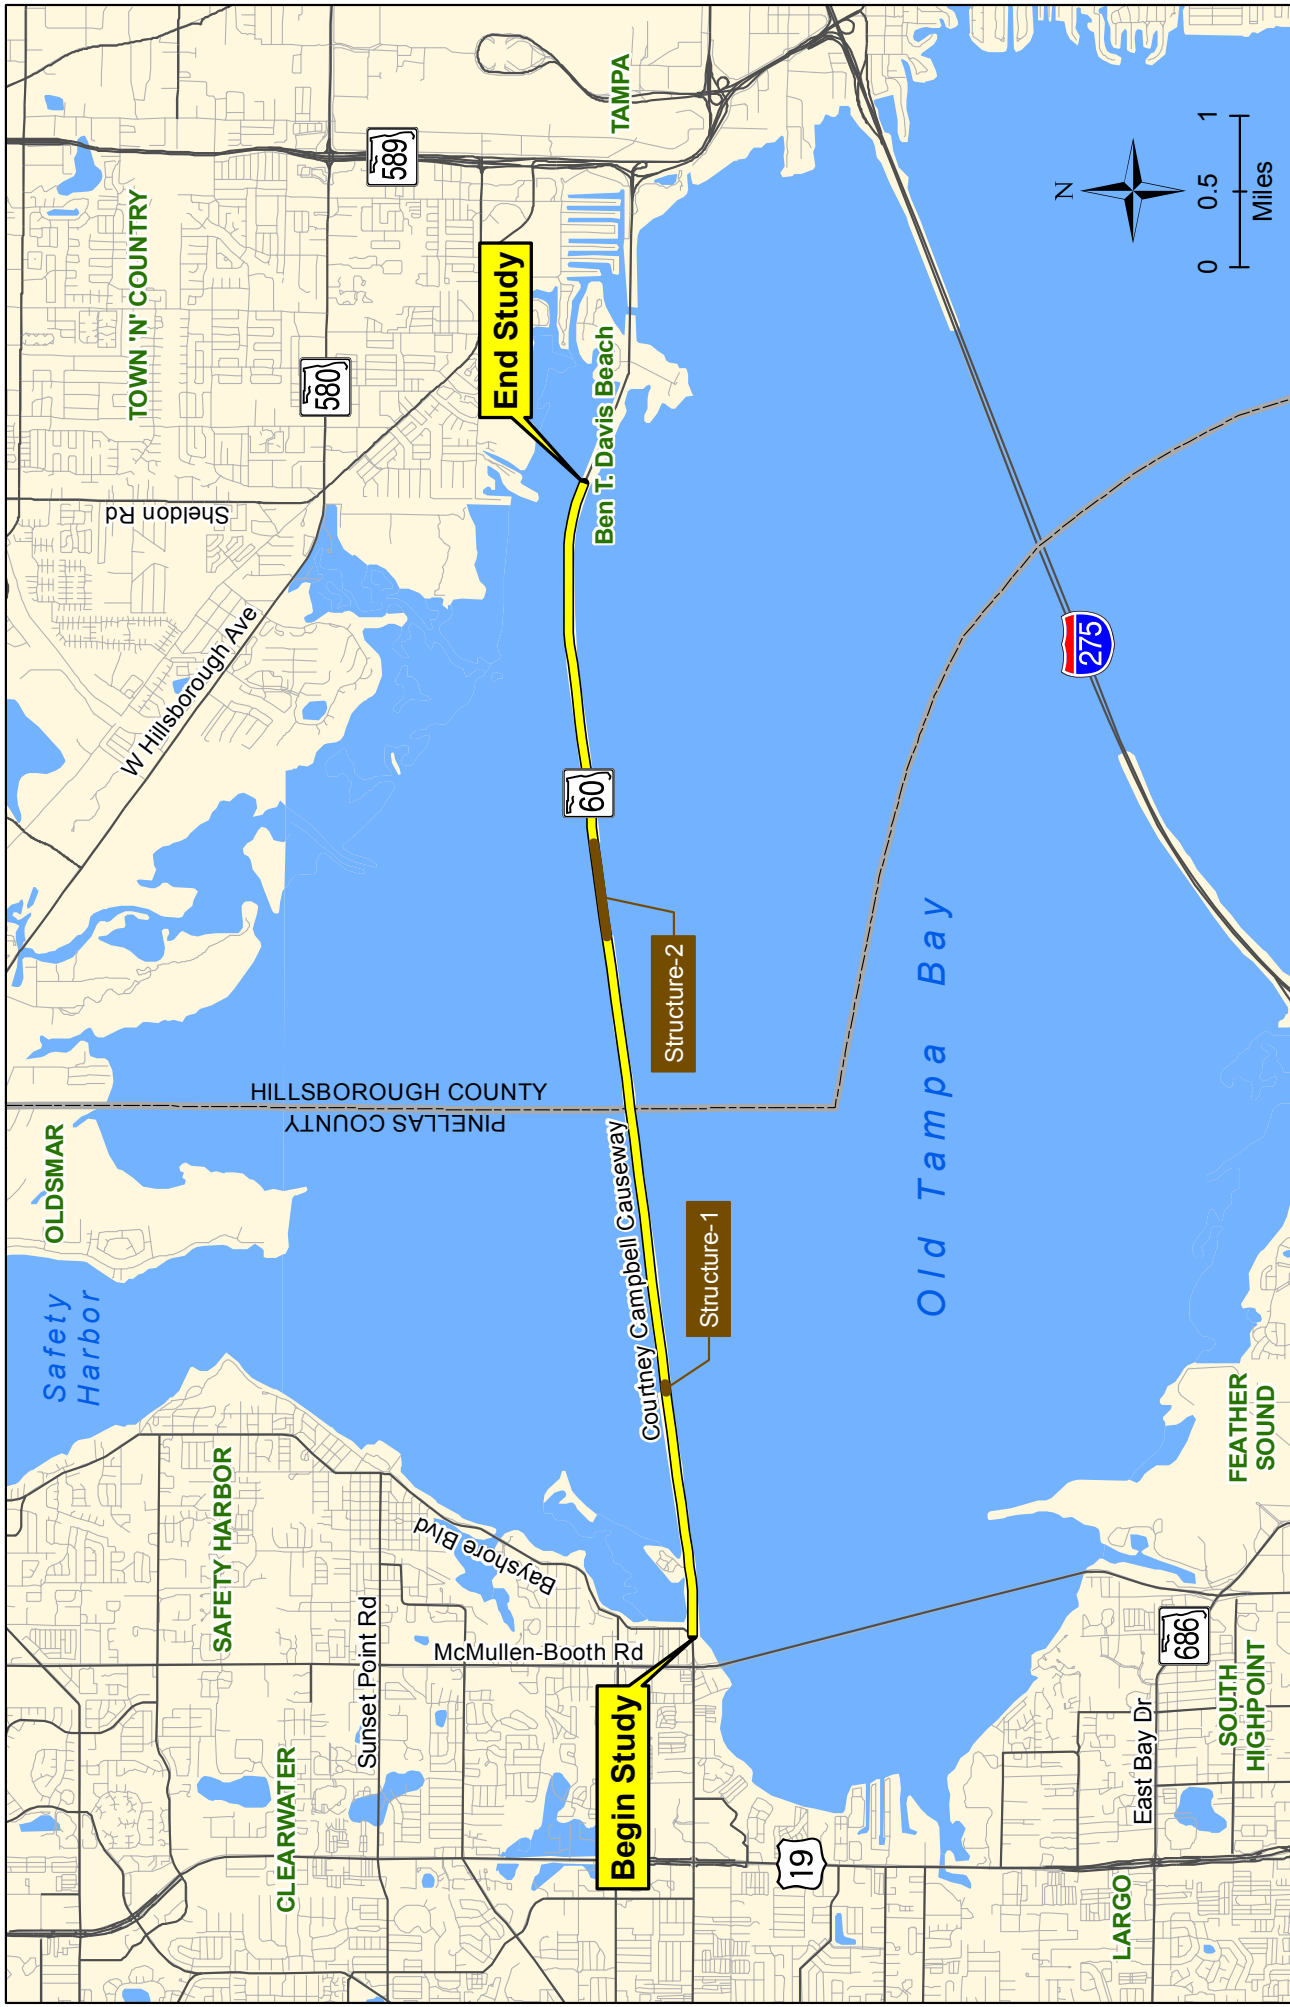 Safety
Harbor
OLDSMAR
TOWN 'N' COUNTRY
589
580
Sheldon Rd
W Hillsborough Ave
TAMPA
SAFETY HARBOR
CLEARWATER
Sunset Point Rd
Bayshore Blvd
McMullen-Booth Rd
HILLSBOROUGH COUNTY
PINELLAS COUNTY
End Study
Ben T. Davis Beach
60
Courtney Campbell Causeway
Structure-2
Structure-1
Begin Study
19
Old Tampa Bay
275
N
0 0.5 1
Miles
LARGO
East Bay Dr
686
SOUTH
HIGHPOINT
FEATHER
SOUND